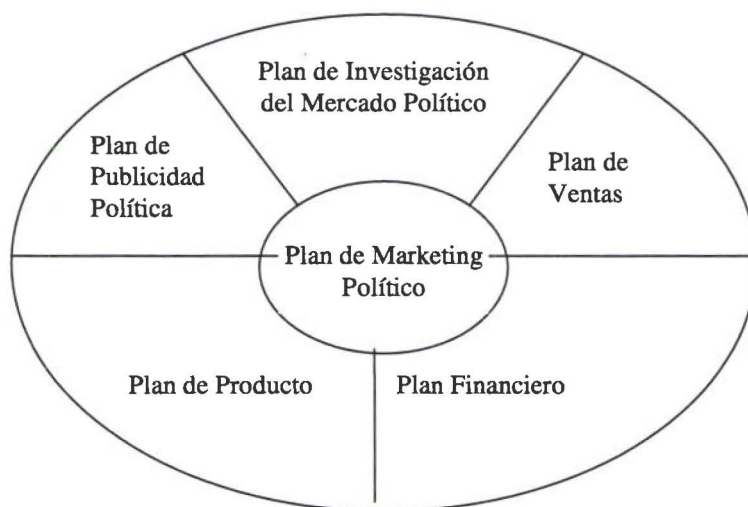 Plan de Investigación
del Mercado Político
Plan de
Publicidad
Política
Plan de
Ventas
Plan de Marketing
Político
Plan de Producto
Plan Financiero